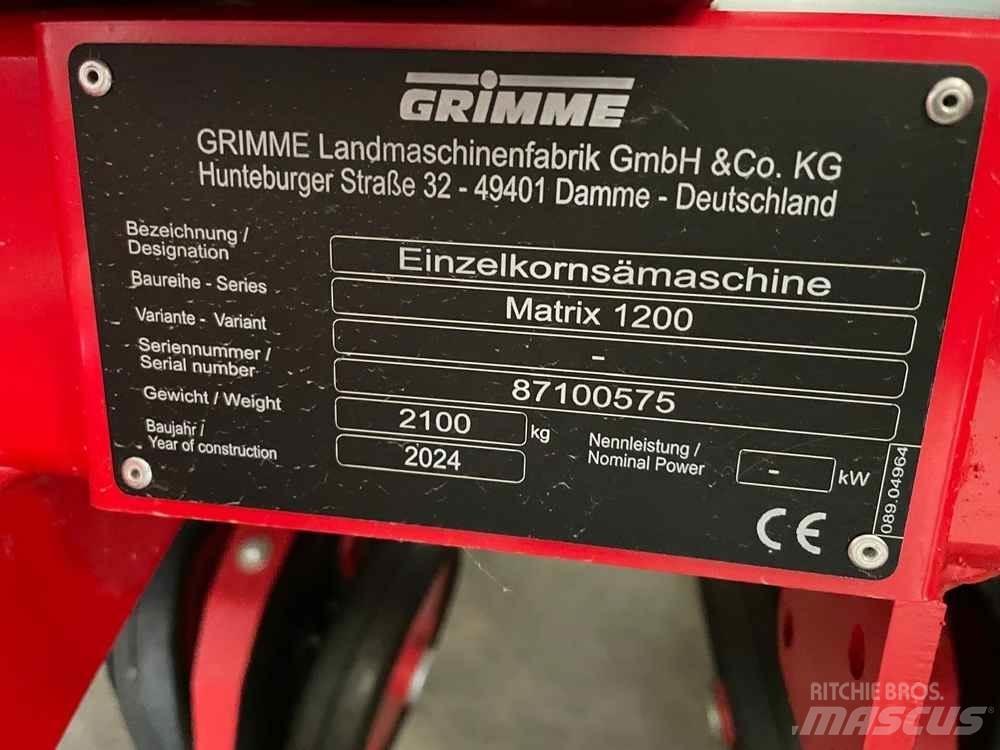 GRIMME
GRIMME Landmaschinenfabrik GmbH &Co. KG
Hunteburger Straße 32 - 49401 Damme - Deutschland
Bezeichnung /
Designation
Einzelkornsämaschine
Baureihe - Series
Matrix 1200
Variante - Variant
-
Seriennummer /
Serial number
87100575
Gewicht / Weight
2100 kg
Baujahr /
Year of construction
2024
Nennleistung /
Nominal Power
- kW
089.04964
CE
RITCHIE BROS.
MASCUS